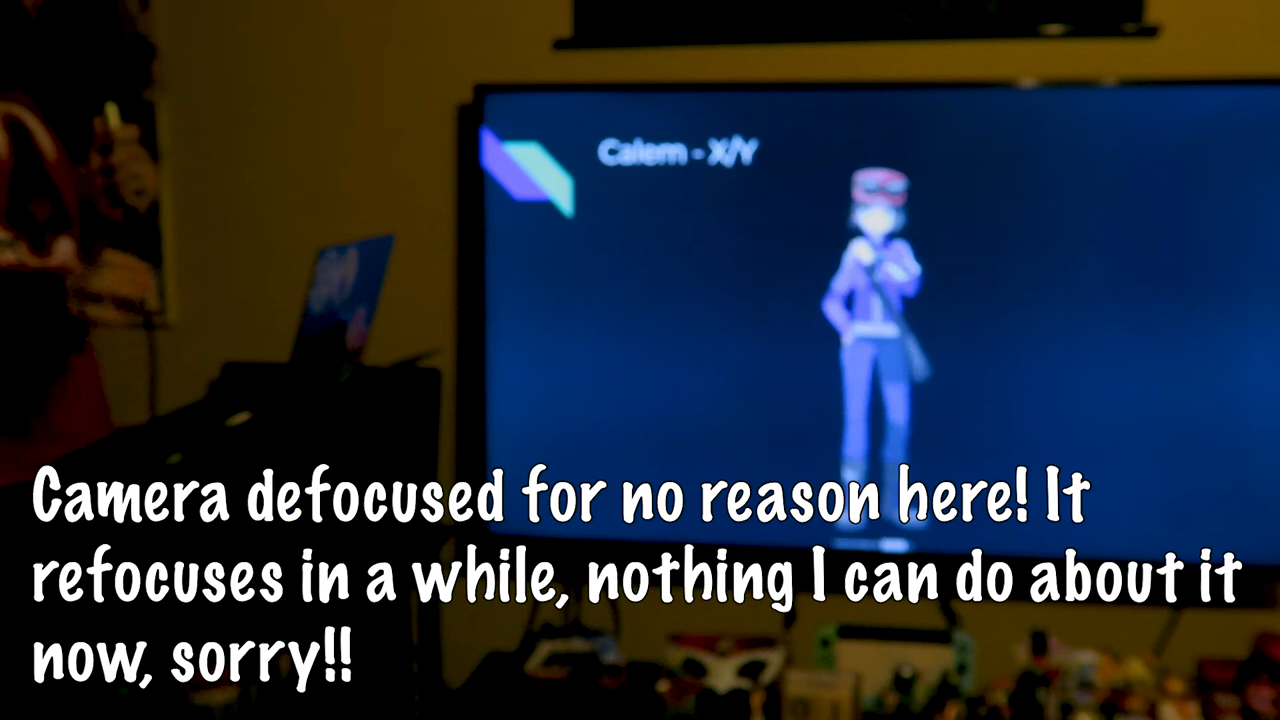 Calem - X/Y
Camera defocused for no reason here! It
refocuses in a while, nothing I can do about it
now, sorry!!